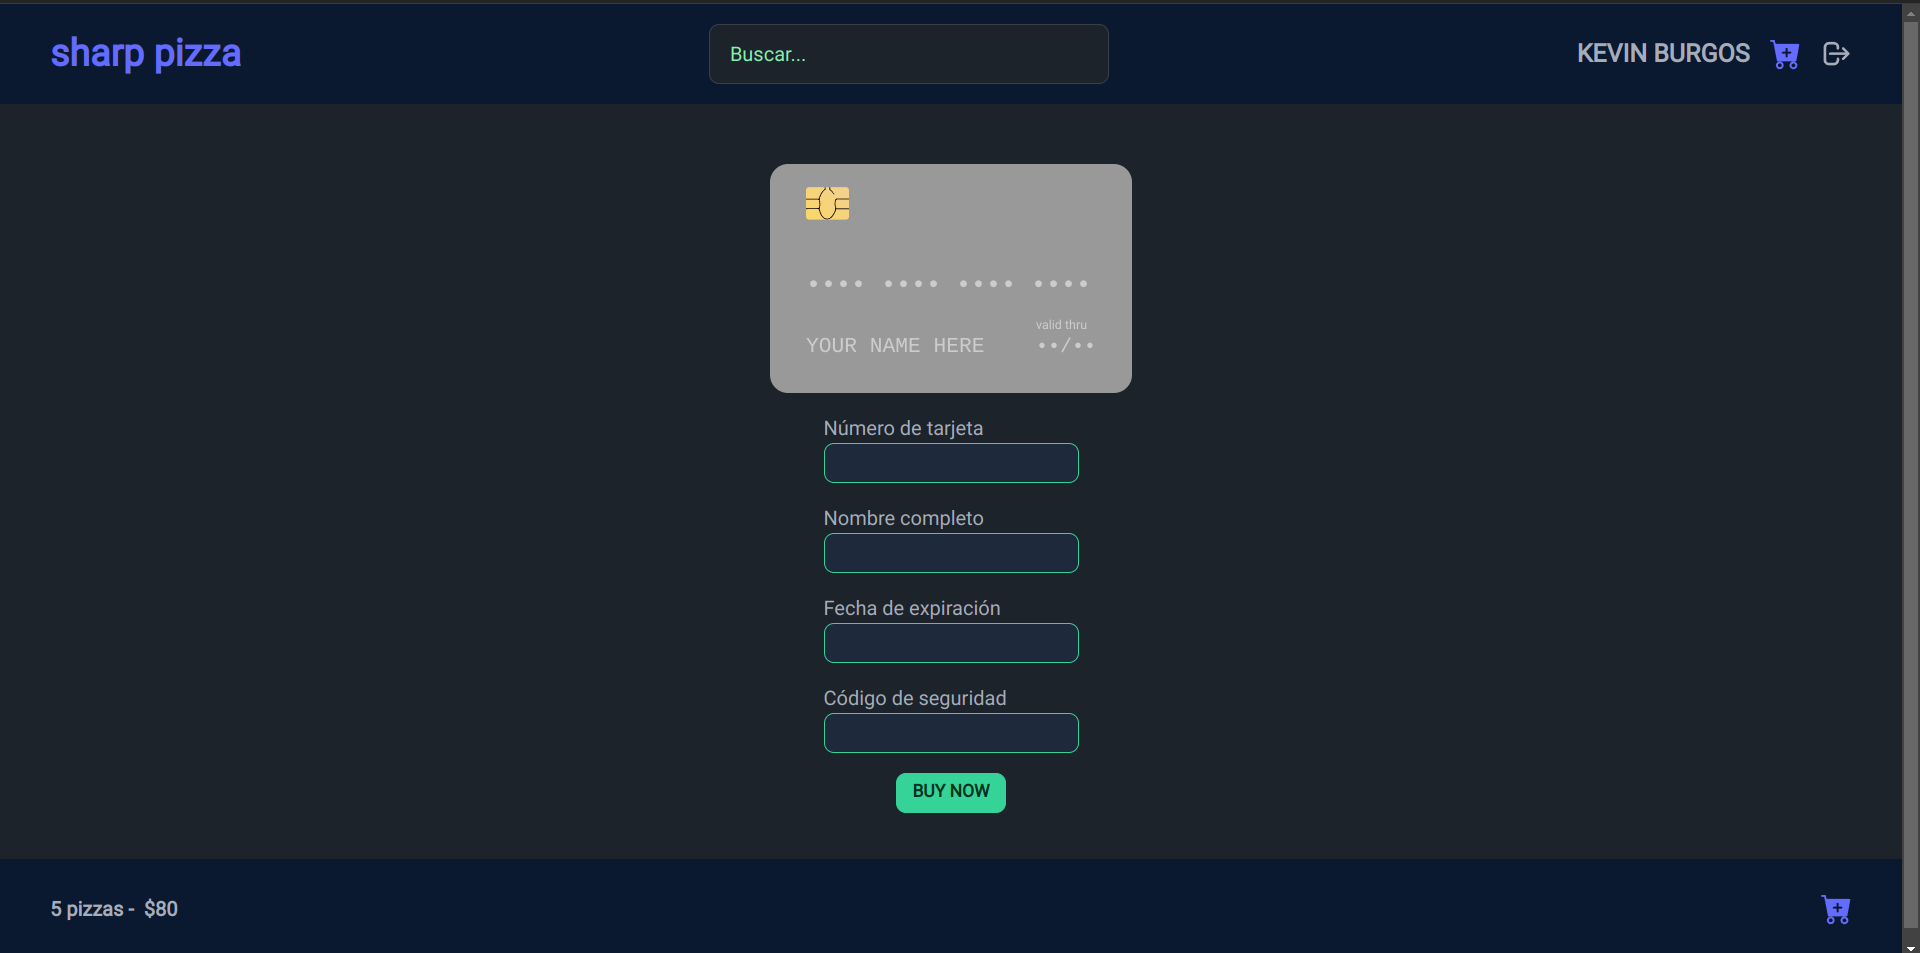 sharp pizza
Buscar...
KEVIN BURGOS
•••• •••• •••• ••••
valid thru
YOUR NAME HERE
••/••
Número de tarjeta
Nombre completo
Fecha de expiración
Código de seguridad
BUY NOW
5 pizzas - $80